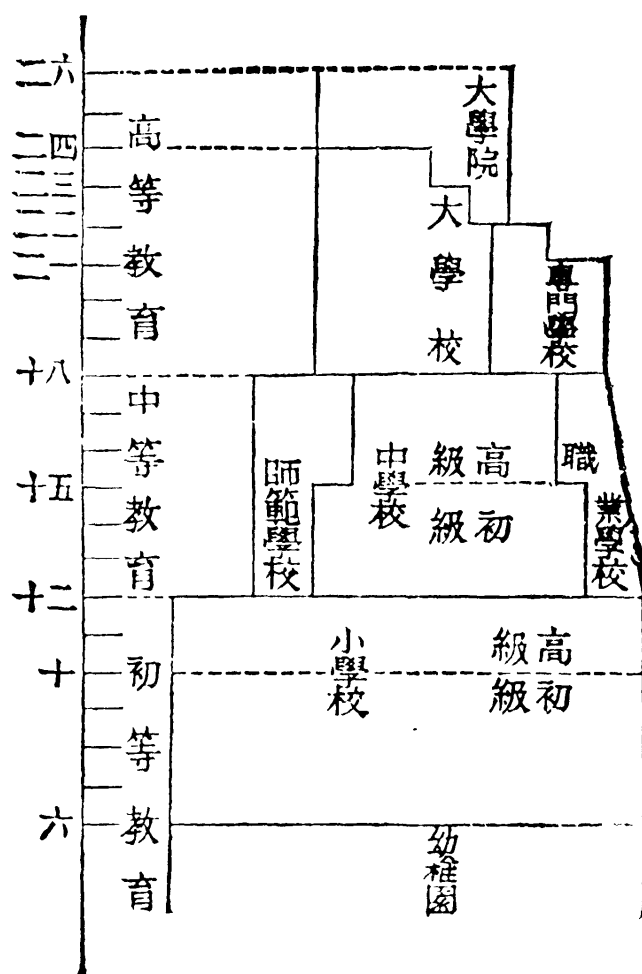 二六
二四
二三
二二
二一
十八
十五
十二
十
六
高等教育
中等教育
初等教育
大學院
大學校
專門學校
師範學校
中學校
高級
初級
職業學校
小學校
高級
初級
幼稚園